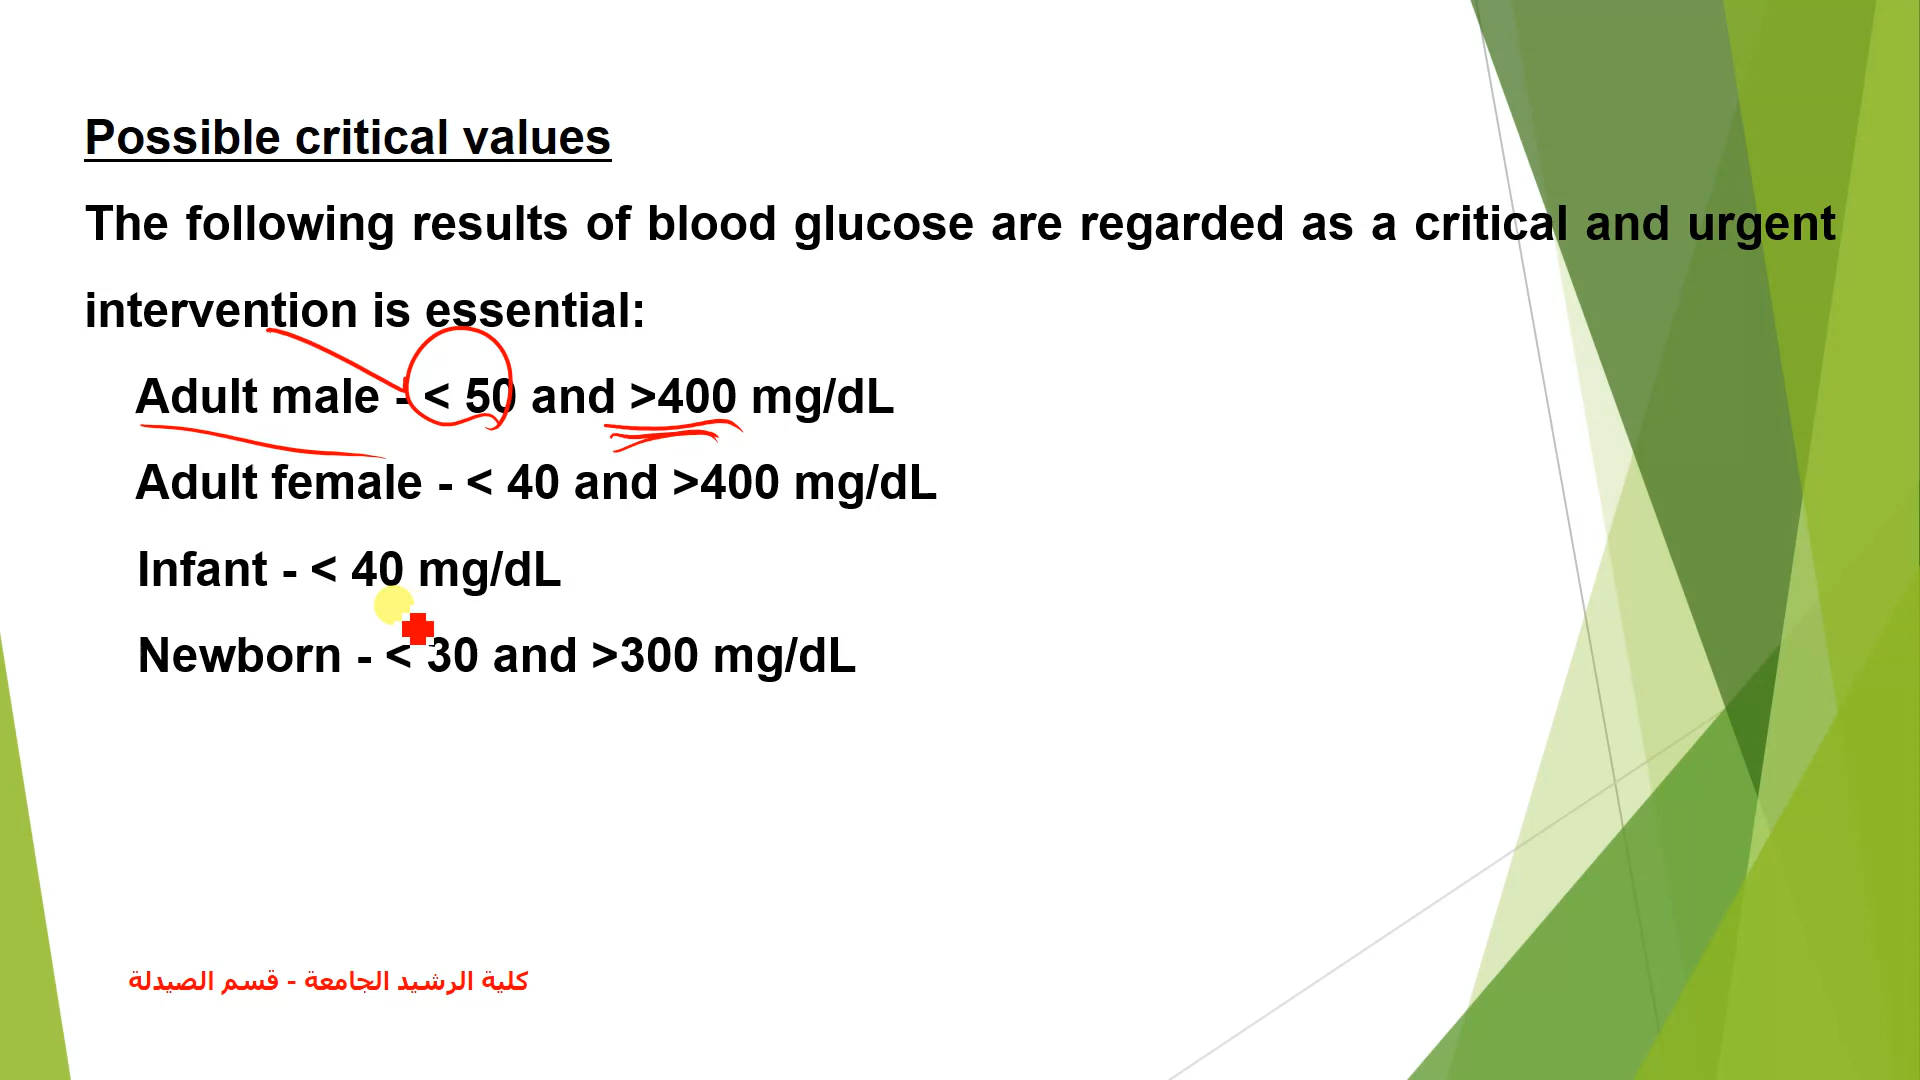 Possible critical values
The following results of blood glucose are regarded as a critical and urgent
intervention is essential:
Adult male - < 50 and >400 mg/dL
Adult female - < 40 and >400 mg/dL
Infant - < 40 mg/dL
Newborn - < 30 and >300 mg/dL
كلية الرشيد الجامعة - قسم الصيدلة